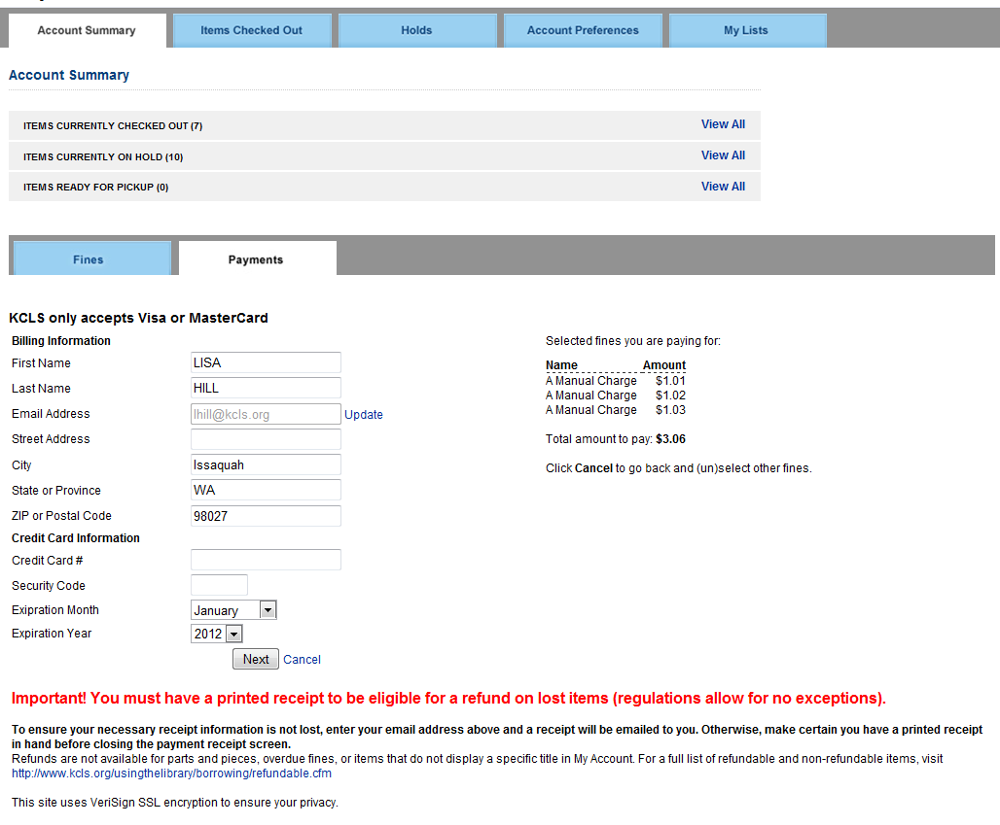 Account Summary Items Checked Out Holds Account Preferences My Lists
Account Summary
ITEMS CURRENTLY CHECKED OUT (7) View All
ITEMS CURRENTLY ON HOLD (10) View All
ITEMS READY FOR PICKUP (0) View All
Fines Payments
KCLS only accepts Visa or MasterCard
Billing Information
First Name LISA
Last Name HILL
Email Address lhill@kcls.org Update
Street Address
City Issaquah
State or Province WA
ZIP or Postal Code 98027
Credit Card Information
Credit Card #
Security Code
Exipration Month January
Expiration Year 2012
Next Cancel
Selected fines you are paying for:
Name Amount
A Manual Charge $1.01
A Manual Charge $1.02
A Manual Charge $1.03
Total amount to pay: $3.06
Click Cancel to go back and (un)select other fines.
Important! You must have a printed receipt to be eligible for a refund on lost items (regulations allow for no exceptions).
To ensure your necessary receipt information is not lost, enter your email address above and a receipt will be emailed to you. Otherwise, make certain you have a printed receipt
in hand before closing the payment receipt screen.
Refunds are not available for parts and pieces, overdue fines, or items that do not display a specific title in My Account. For a full list of refundable and non-refundable items, visit
http://www.kcls.org/usingthelibrary/borrowing/refundable.cfm
This site uses VeriSign SSL encryption to ensure your privacy.